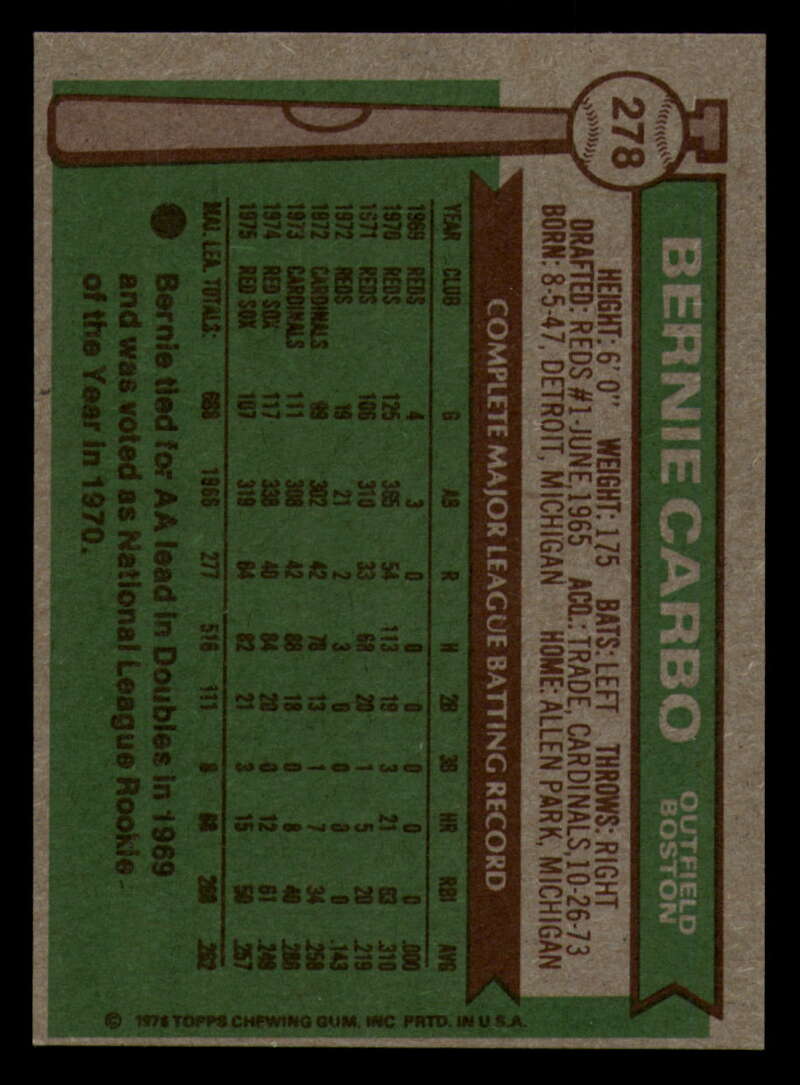 278
BERNIE CARBO
OUTFIELD
BOSTON
HEIGHT: 6' 0" WEIGHT: 175 BATS: LEFT THROWS: RIGHT
DRAFTED: REDS #1-JUNE, 1965 ACQ.: TRADE, CARDINALS, 10-26-73
BORN: 8-5-47, DETROIT, MICHIGAN HOME: ALLEN PARK, MICHIGAN
COMPLETE MAJOR LEAGUE BATTING RECORD
YEAR CLUB G AB R H 2B 3B HR RBI AVG
1969 REDS 4 3 0 0 0 0 0 0 .000
1970 REDS 125 365 54 113 19 3 21 63 .310
1971 REDS 106 310 33 68 20 1 5 20 .219
1972 REDS 19 21 2 3 0 0 0 0 .143
1972 CARDINALS 99 302 42 78 13 1 7 34 .258
1973 CARDINALS 111 308 42 88 18 0 8 40 .286
1974 RED SOX 117 338 40 84 20 0 12 61 .249
1975 RED SOX 107 319 64 82 21 3 15 50 .257
MAJ. LEA. TOTALS: 688 1966 277 516 111 8 68 268 .262
Bernie tied for AA lead in Doubles in 1969
and was voted as National League Rookie
of the Year in 1970.
© 1976 TOPPS CHEWING GUM, INC PRTD. IN U.S.A.